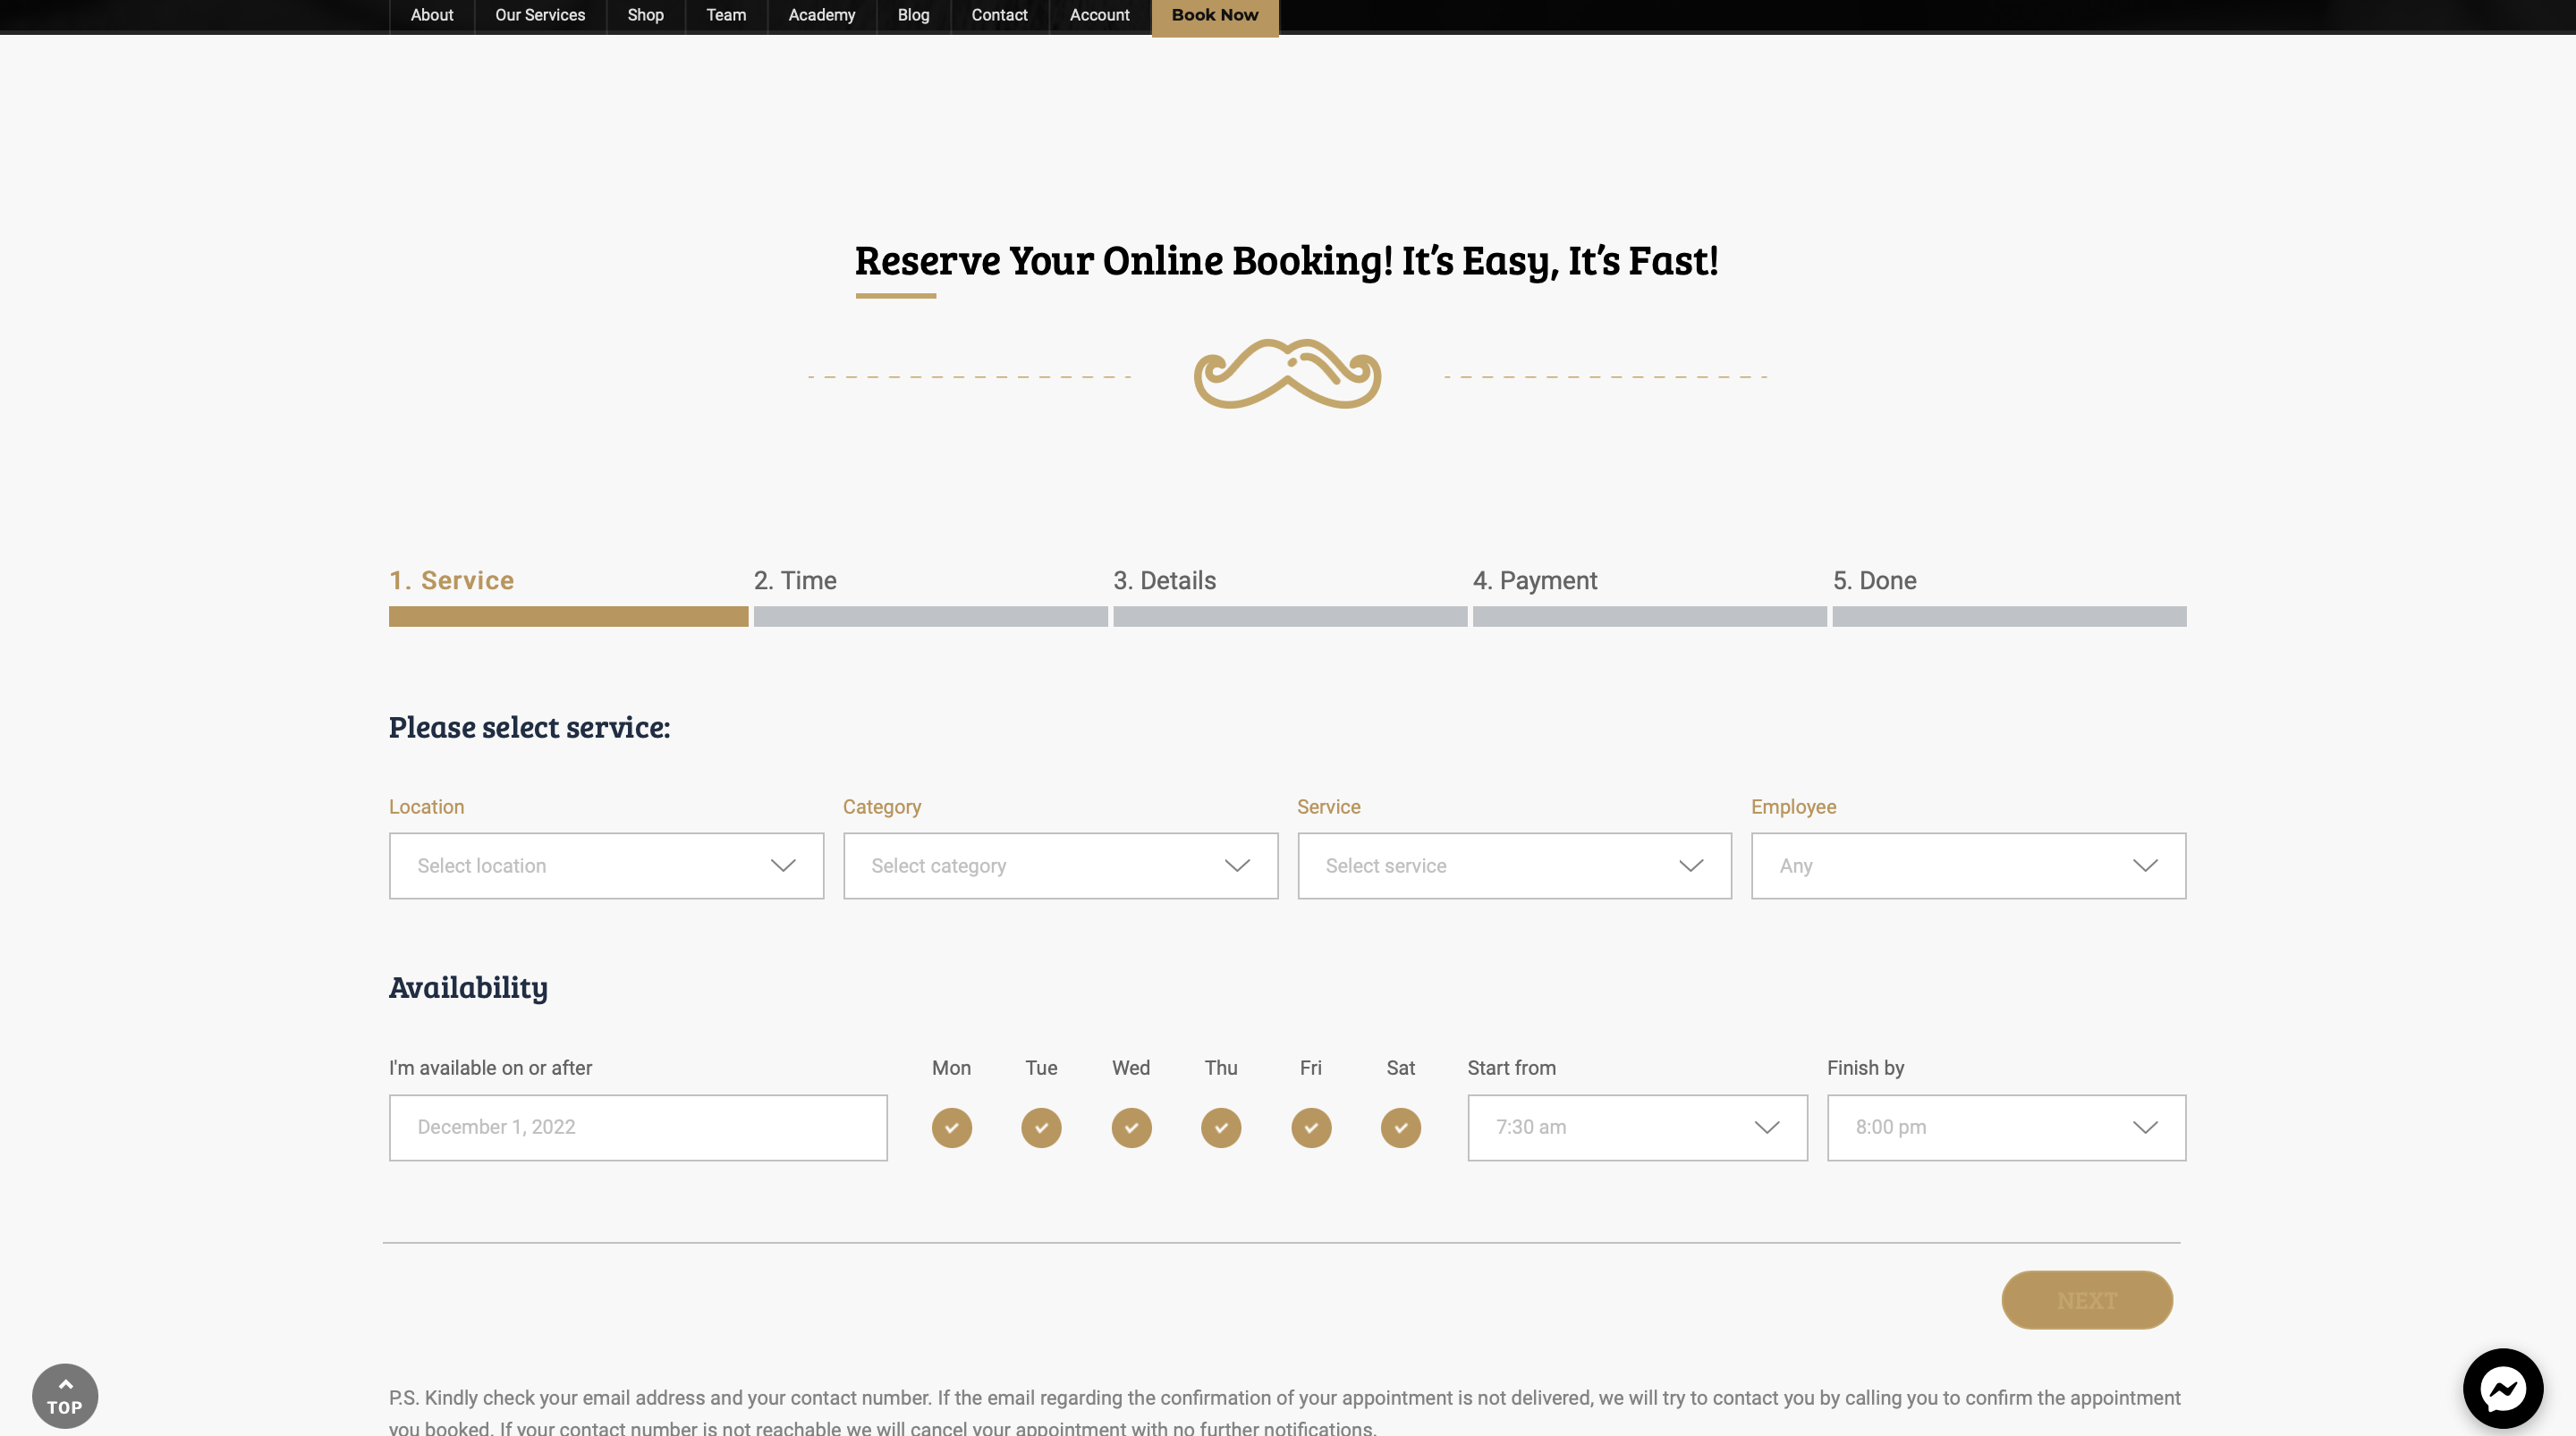 About Our Services Shop Team Academy Blog Contact Account Book Now
Reserve Your Online Booking! It’s Easy, It’s Fast!
1. Service 2. Time 3. Details 4. Payment 5. Done
Please select service:
Location Category Service Employee
Select location Select category Select service Any
Availability
I'm available on or after Mon Tue Wed Thu Fri Sat Start from Finish by
December 1, 2022 7:30 am 8:00 pm
NEXT
P.S. Kindly check your email address and your contact number. If the email regarding the confirmation of your appointment is not delivered, we will try to contact you by calling you to confirm the appointment
TOP
you booked. If your contact number is not reachable we will cancel your appointment with no further notifications.